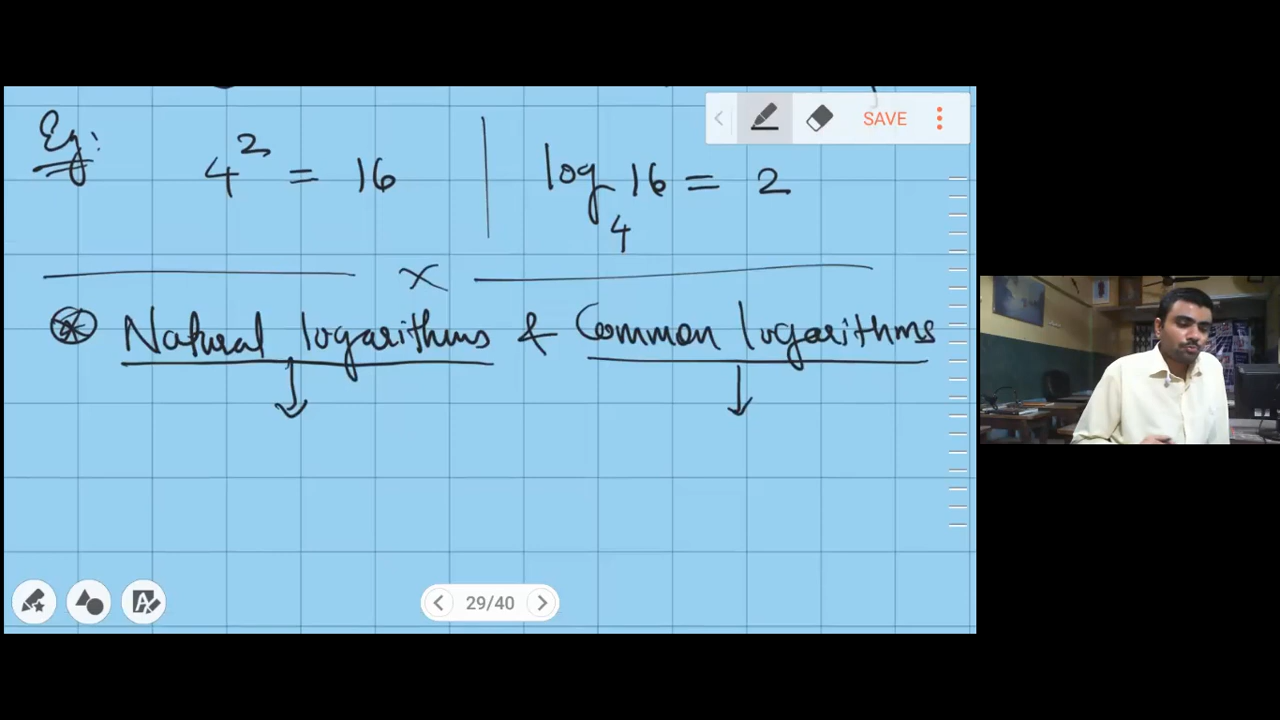 SAVE
Eg: 4² = 16 | log₄ 16 = 2
x
* Natural logarithms & Common logarithms
29/40